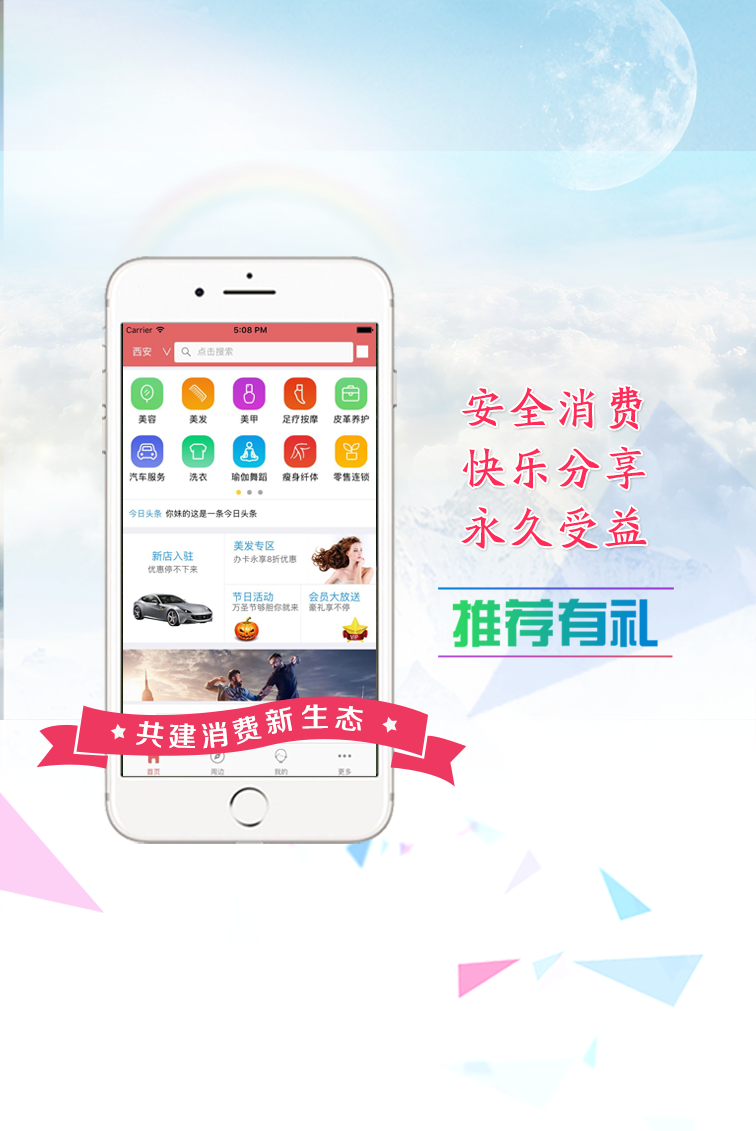 Carrier 5:08 PM
西安 点击搜索
美容 美发 美甲 足疗按摩 皮革养护
汽车服务 洗衣 瑜伽舞蹈 瘦身纤体 零售连锁
今日头条 你妹的这是一条今日头条
新店入驻
优惠停不下来
美发专区
办卡永享8折优惠
节日活动
万圣节够胆你就来
会员大放送
豪礼享不停
VIP
共建消费新生态
首页 周边 我的 更多
安全消费
快乐分享
永久受益
推荐有礼